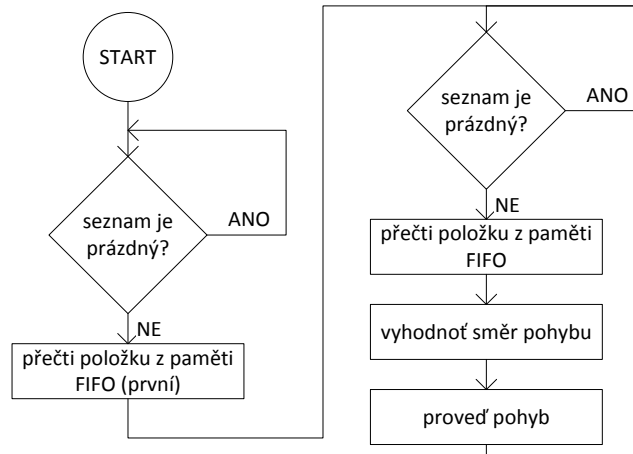 START
seznam je
prázdný?
ANO
NE
přečti položku z paměti
FIFO (první)
seznam je
prázdný?
ANO
NE
přečti položku z paměti
FIFO
vyhodnoť směr pohybu
proveď pohyb